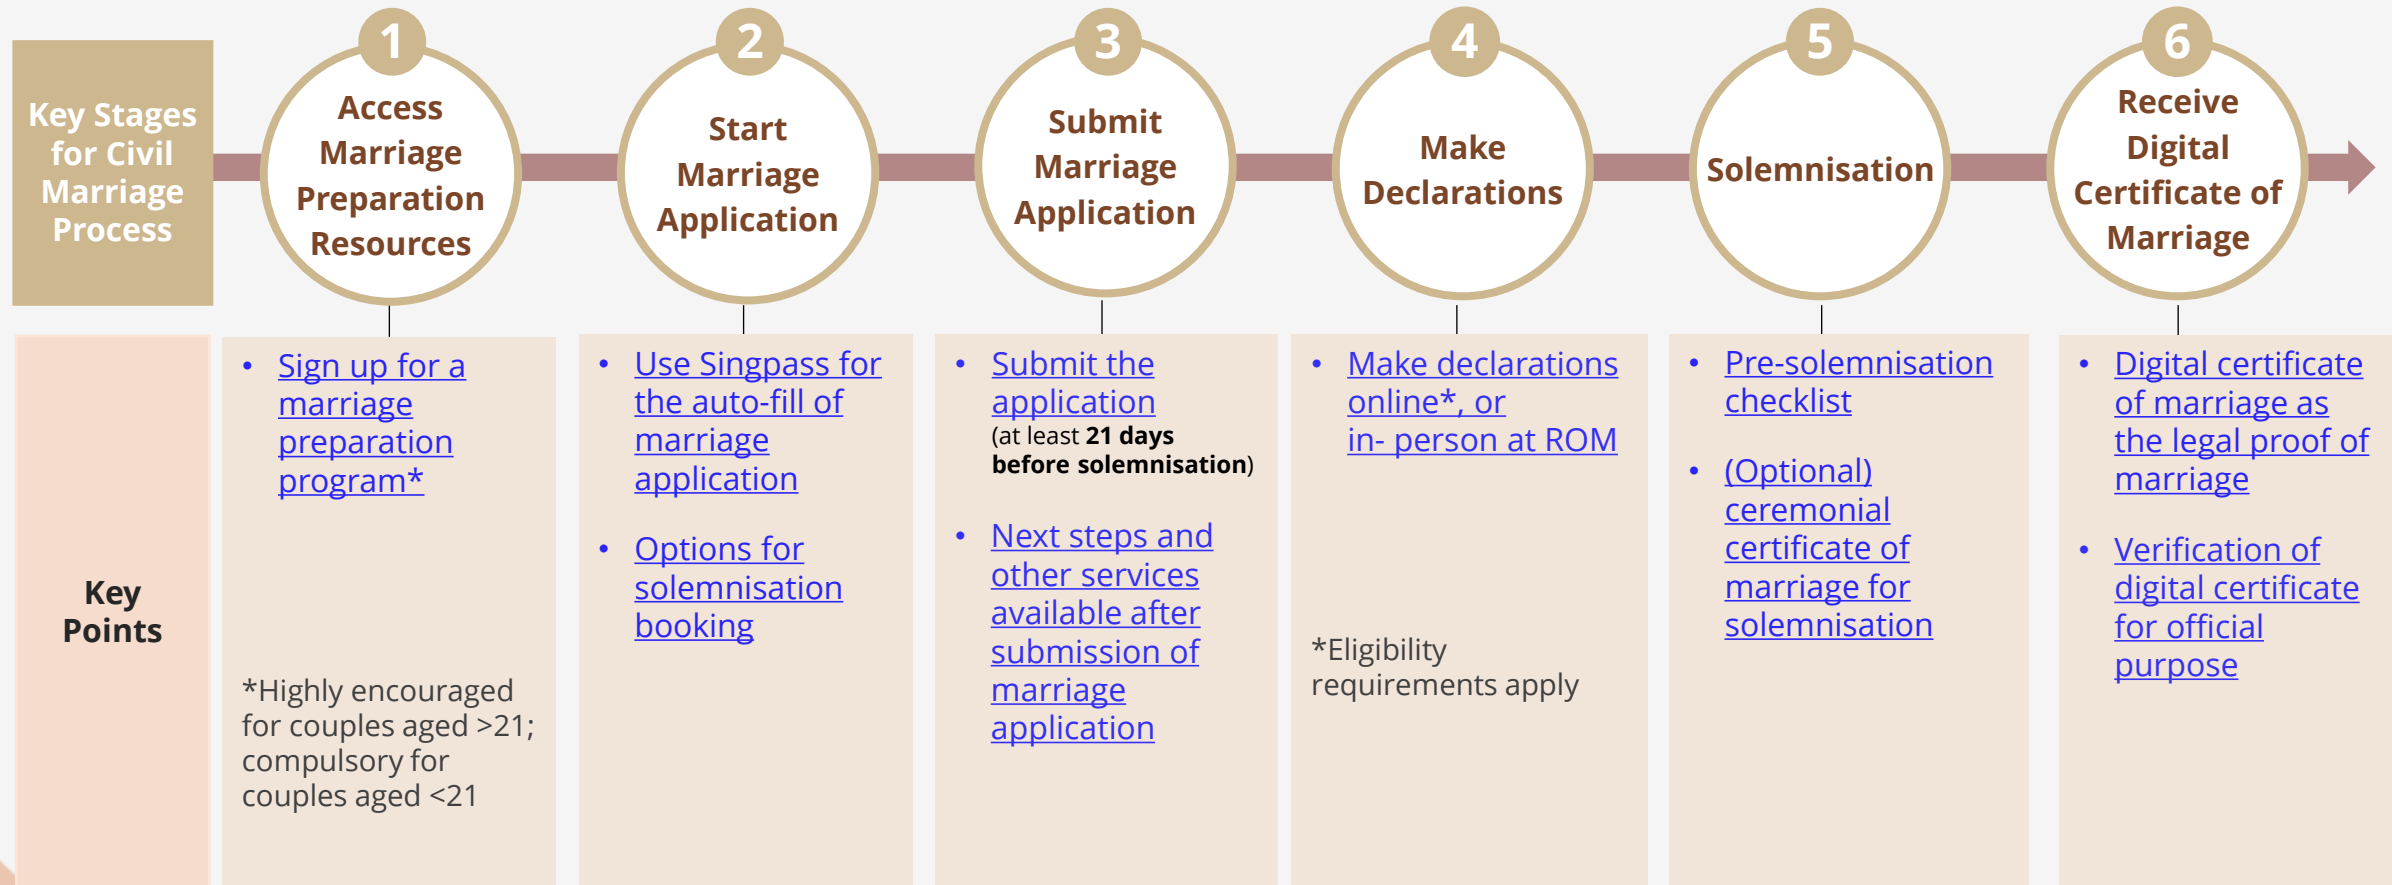 Key Stages
for Civil
Marriage
Process
1
Access
Marriage
Preparation
Resources
2
Start
Marriage
Application
3
Submit
Marriage
Application
4
Make
Declarations
5
Solemnisation
6
Receive
Digital
Certificate of
Marriage
Key
Points
• Sign up for a
marriage
preparation
program*
*Highly encouraged
for couples aged >21;
compulsory for
couples aged <21
• Use Singpass for
the auto-fill of
marriage
application
• Options for
solemnisation
booking
• Submit the
application
(at least 21 days
before solemnisation)
• Next steps and
other services
available after
submission of
marriage
application
• Make declarations
online*, or
in- person at ROM
*Eligibility
requirements apply
• Pre-solemnisation
checklist
• (Optional)
ceremonial
certificate of
marriage for
solemnisation
• Digital certificate
of marriage as
the legal proof of
marriage
• Verification of
digital certificate
for official
purpose